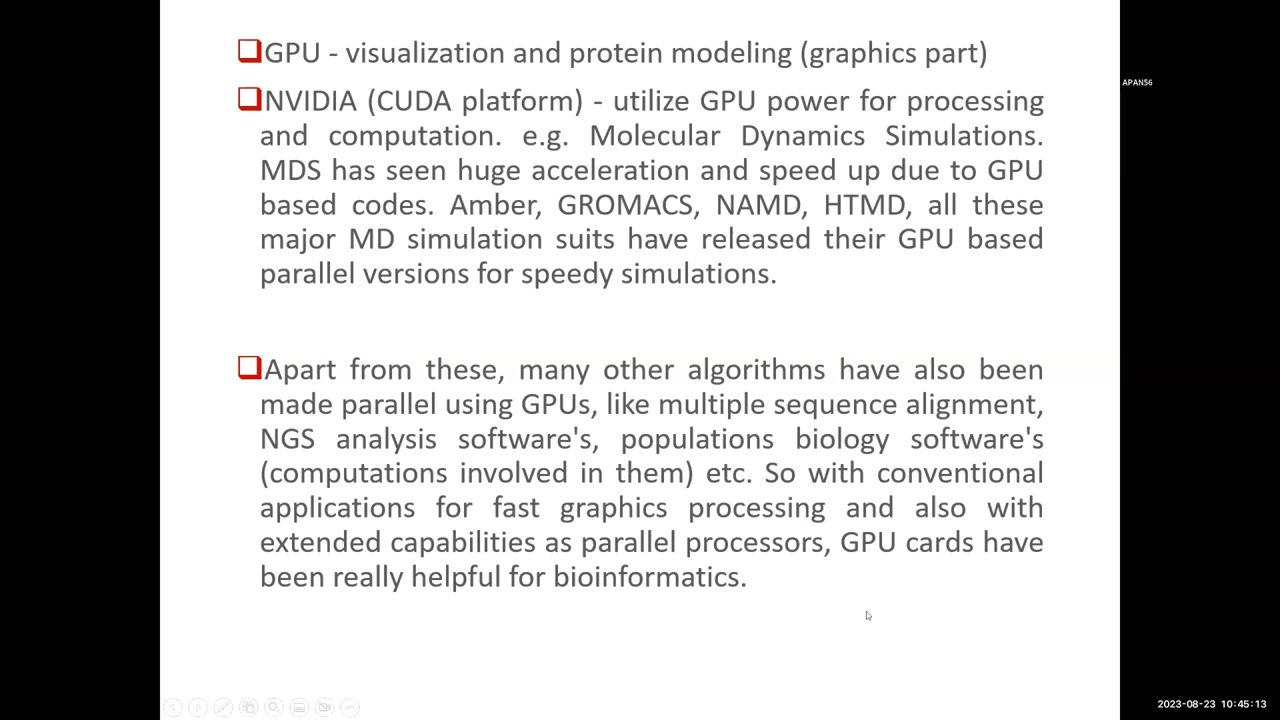 GPU - visualization and protein modeling (graphics part)
NVIDIA (CUDA platform) - utilize GPU power for processing
and computation. e.g. Molecular Dynamics Simulations.
MDS has seen huge acceleration and speed up due to GPU
based codes. Amber, GROMACS, NAMD, HTMD, all these
major MD simulation suits have released their GPU based
parallel versions for speedy simulations.
Apart from these, many other algorithms have also been
made parallel using GPUs, like multiple sequence alignment,
NGS analysis software's, populations biology software's
(computations involved in them) etc. So with conventional
applications for fast graphics processing and also with
extended capabilities as parallel processors, GPU cards have
been really helpful for bioinformatics.
APAN56
2023-08-23 10:45:13